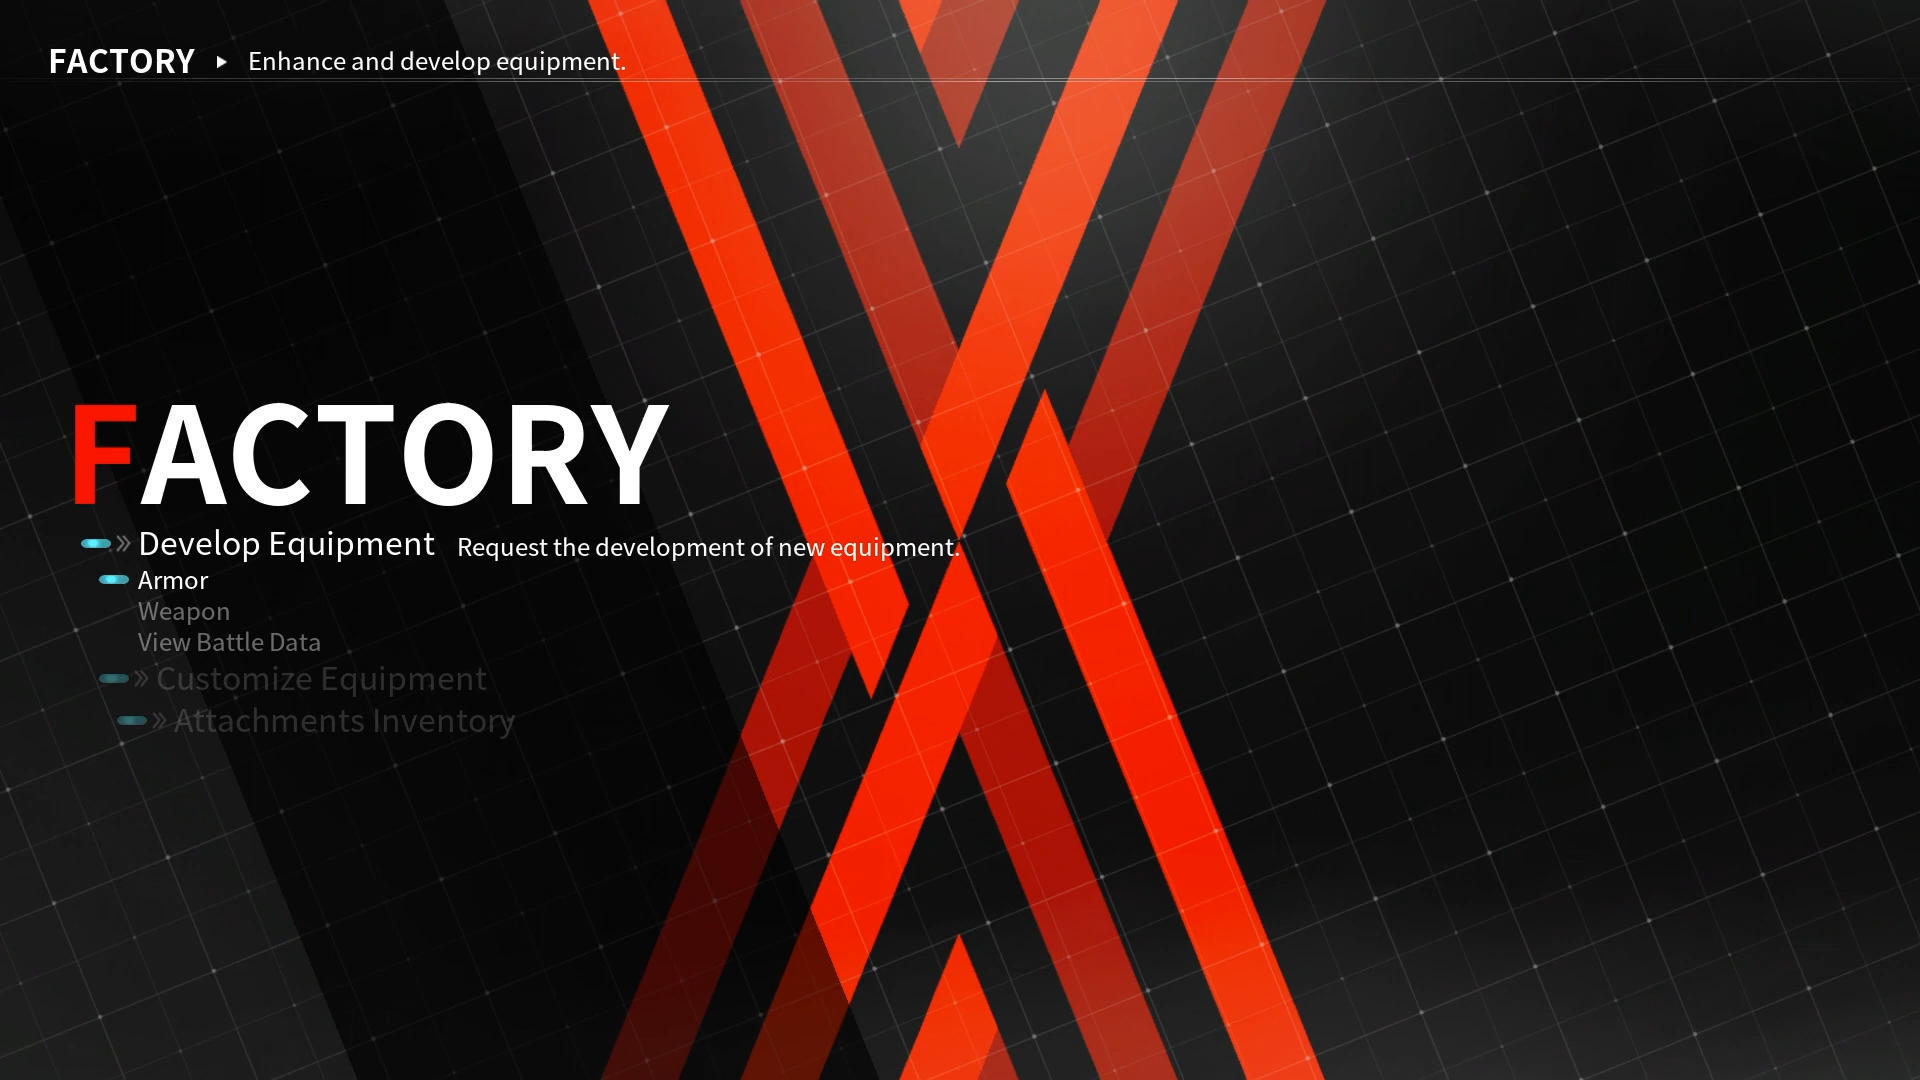 FACTORY ▶ Enhance and develop equipment.
FACTORY
Develop Equipment Request the development of new equipment.
Armor
Weapon
View Battle Data
Customize Equipment
Attachments Inventory